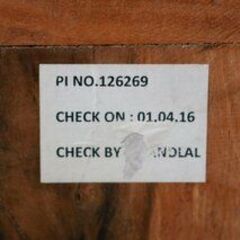 PI NO.126269
CHECK ON : 01.04.16
CHECK BY